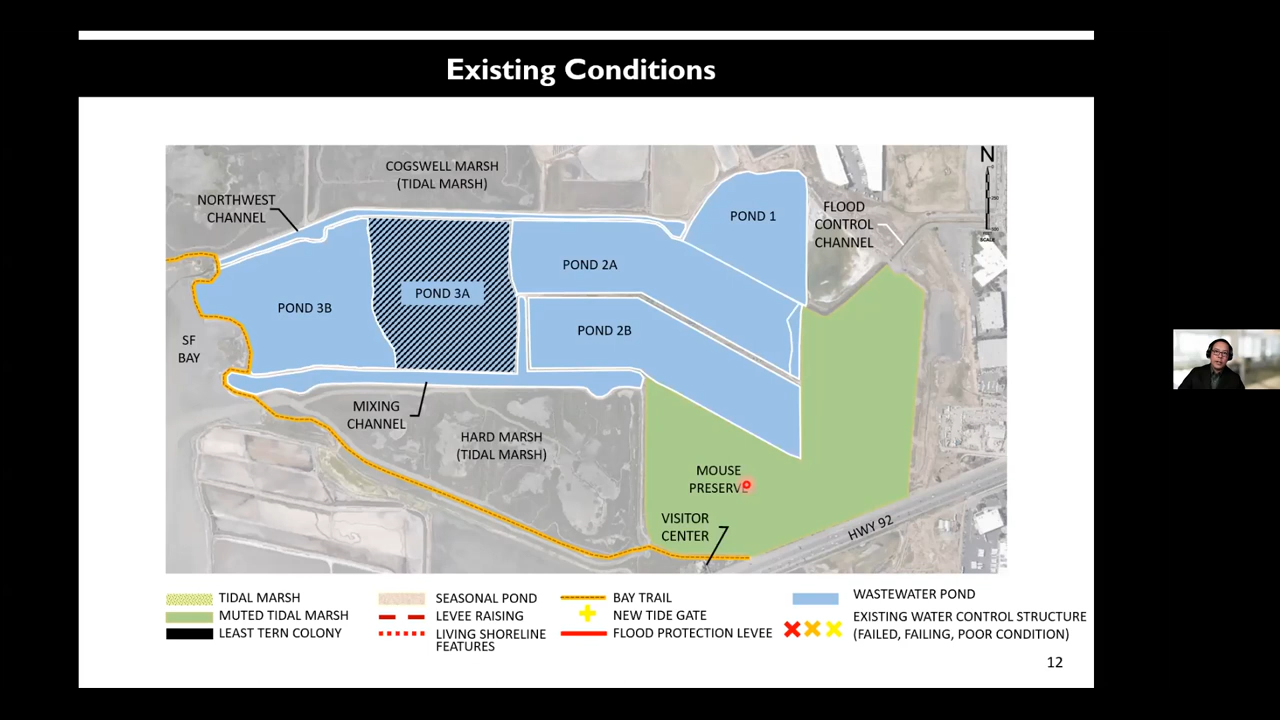 Existing Conditions
COGSWELL MARSH
(TIDAL MARSH)
N
NORTHWEST
CHANNEL
POND 1
FLOOD
CONTROL
CHANNEL
POND 2A
POND 3A
POND 3B
POND 2B
SF
BAY
MIXING
CHANNEL
HARD MARSH
(TIDAL MARSH)
MOUSE
PRESERVE
VISITOR
CENTER
HWY 92
TIDAL MARSH
MUTED TIDAL MARSH
LEAST TERN COLONY
SEASONAL POND
LEVEE RAISING
LIVING SHORELINE
FEATURES
BAY TRAIL
NEW TIDE GATE
FLOOD PROTECTION LEVEE
WASTEWATER POND
EXISTING WATER CONTROL STRUCTURE
(FAILED, FAILING, POOR CONDITION)
12